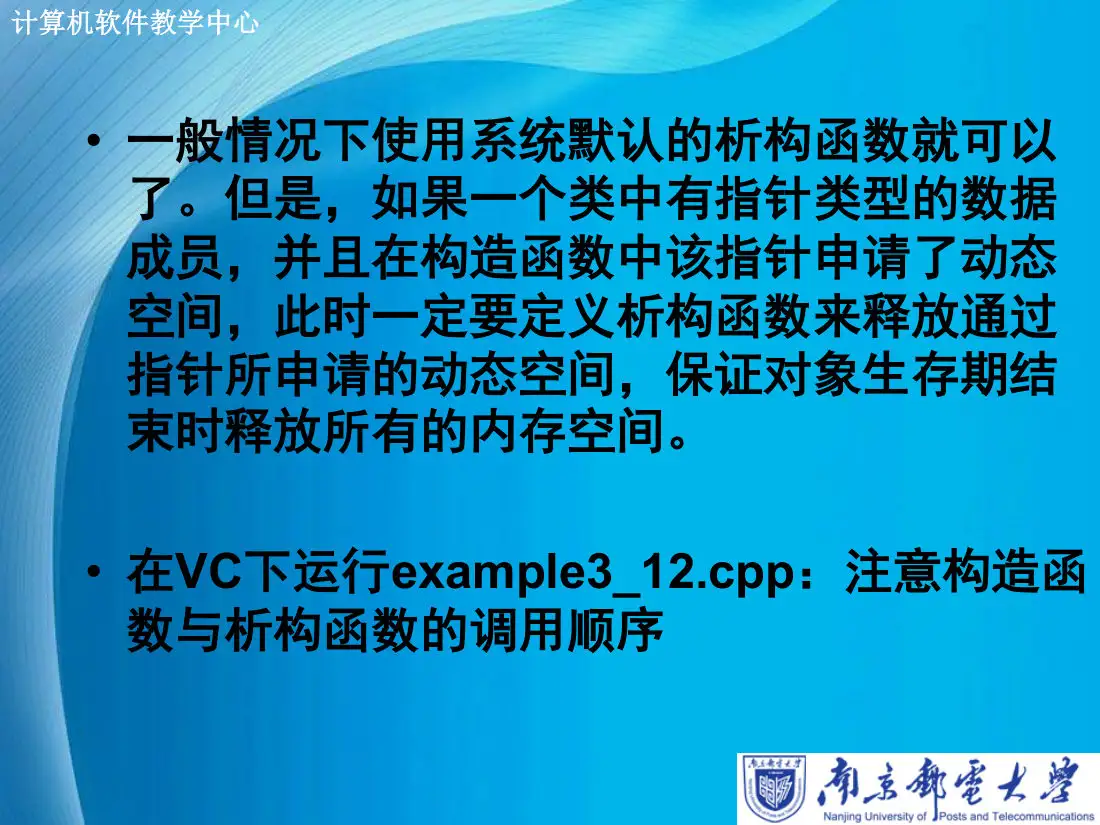 计算机软件教学中心
• 一般情况下使用系统默认的析构函数就可以
了。但是，如果一个类中有指针类型的数据
成员，并且在构造函数中该指针申请了动态
空间，此时一定要定义析构函数来释放通过
指针所申请的动态空间，保证对象生存期结
束时释放所有的内存空间。
• 在VC下运行example3_12.cpp：注意构造函
数与析构函数的调用顺序
南京郵電大學
Nanjing University of Posts and Telecommunications